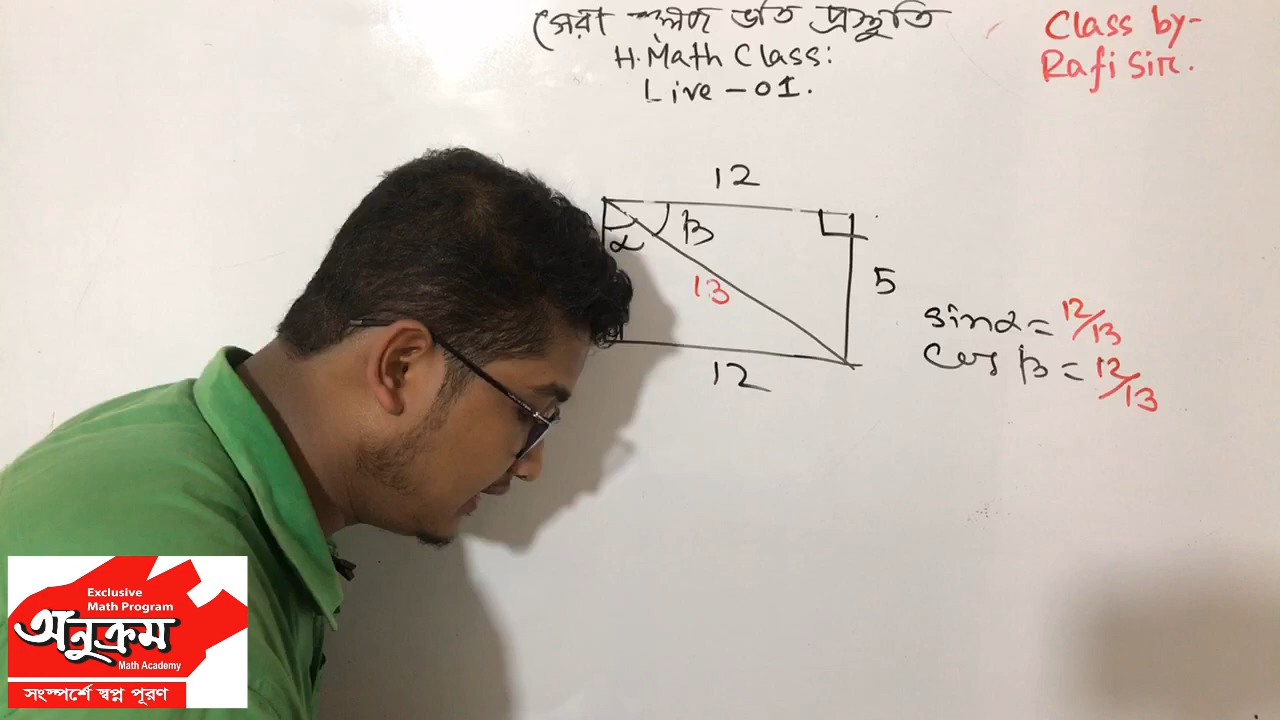 সেরা কলেজ ভর্তি প্রস্তুতি
H.Math Class:
Live - 01.
Class by-
Rafi Sir.
12
β
α
13
5
12
sinα = 12/13
Cos β = 12/13
Exclusive
Math Program
অনুক্রম
Math Academy
সংস্পর্শে স্বপ্ন পূরণ